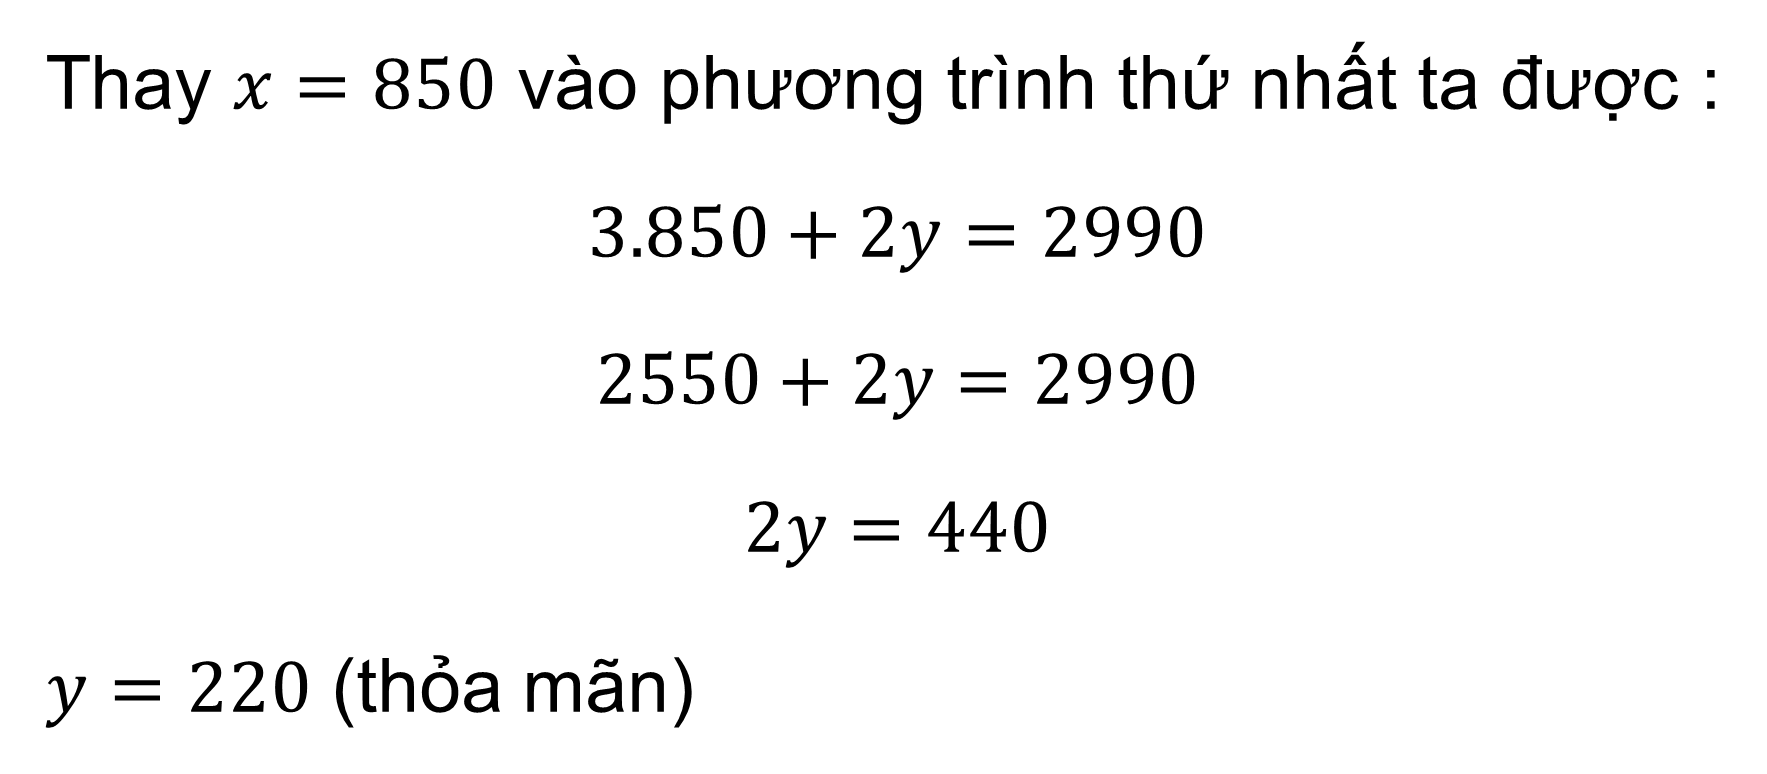 Thay x = 850 vào phương trình thứ nhất ta được :
3.850 + 2y = 2990
2550 + 2y = 2990
2y = 440
y = 220 (thỏa mãn)